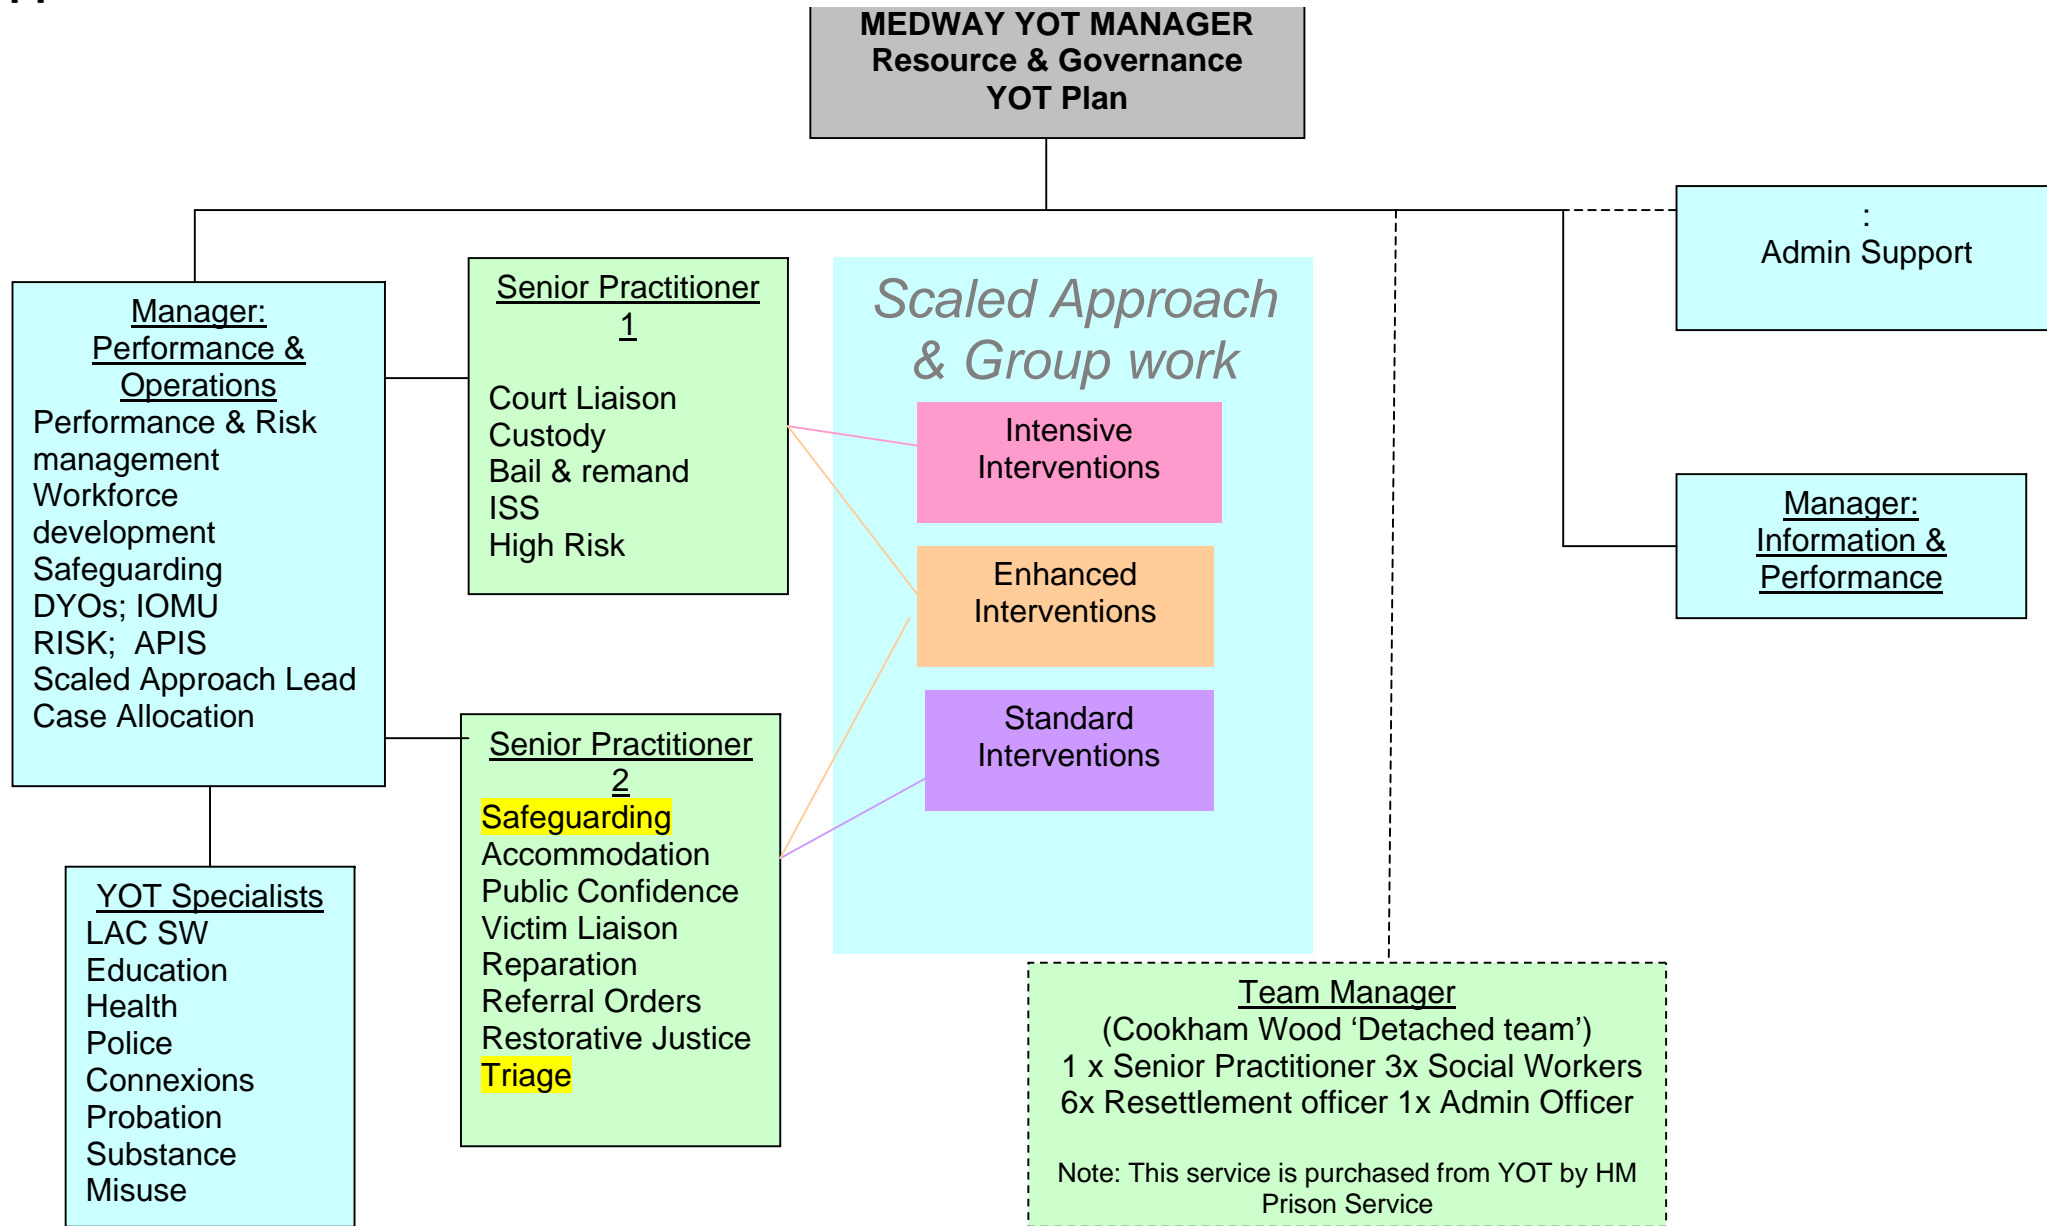 MEDWAY YOT MANAGER
Resource & Governance
YOT Plan
:
Admin Support
Manager:
Performance &
Operations
Performance & Risk
management
Workforce
development
Safeguarding
DYOs; IOMU
RISK; APIS
Scaled Approach Lead
Case Allocation
Senior Practitioner
1
Court Liaison
Custody
Bail & remand
ISS
High Risk
Scaled Approach
& Group work
Intensive
Interventions
Enhanced
Interventions
Standard
Interventions
Manager:
Information &
Performance
Senior Practitioner
2
Safeguarding
Accommodation
Public Confidence
Victim Liaison
Reparation
Referral Orders
Restorative Justice
Triage
YOT Specialists
LAC SW
Education
Health
Police
Connexions
Probation
Substance
Misuse
Team Manager
(Cookham Wood ‘Detached team’)
1 x Senior Practitioner 3x Social Workers
6x Resettlement officer 1x Admin Officer
Note: This service is purchased from YOT by HM
Prison Service